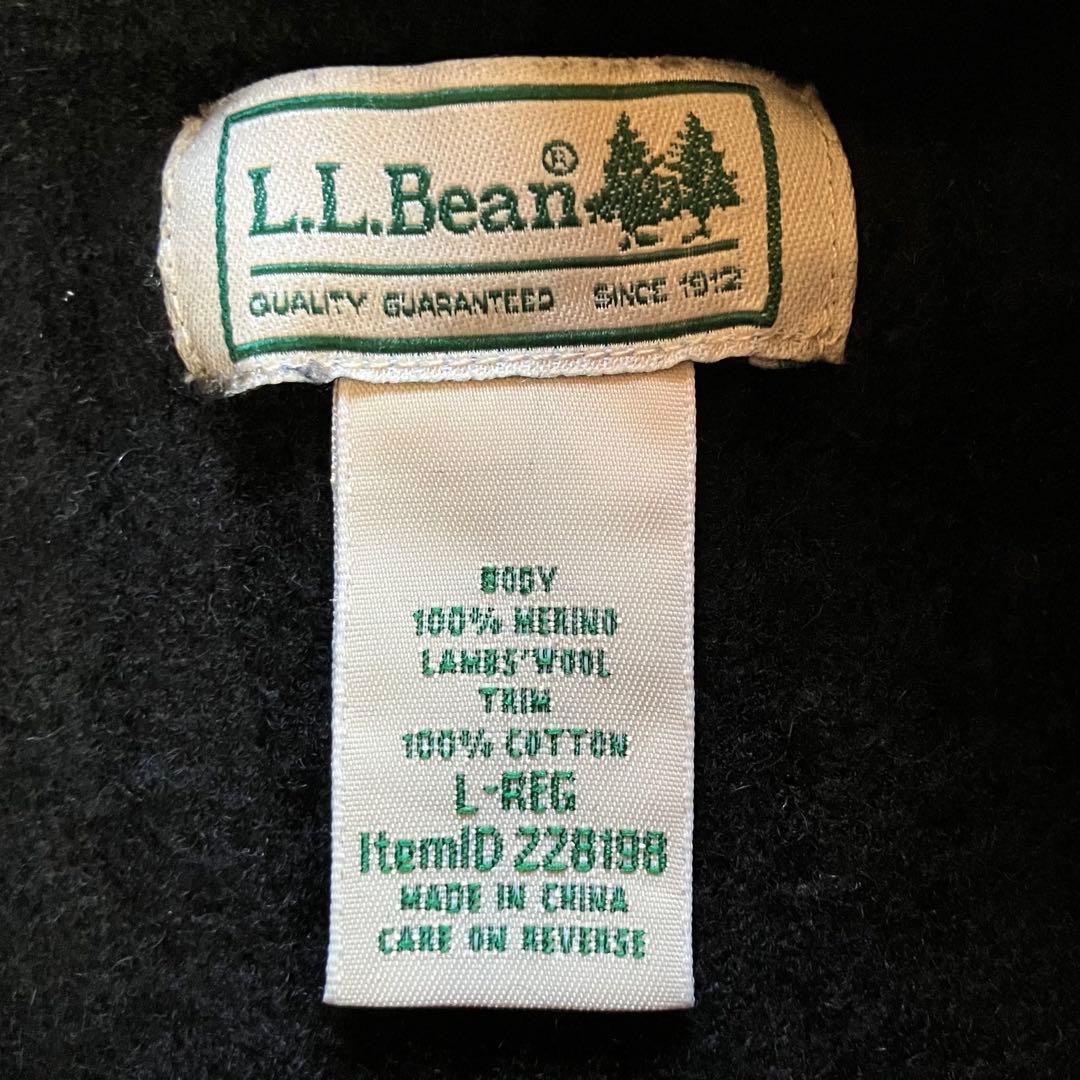 L.L.Bean®
QUALITY GUARANTEED SINCE 1912
BODY
100% MERINO
LAMBS'WOOL
TRIM
100% COTTON
L-REG
ItemID 228198
MADE IN CHINA
CARE ON REVERSE